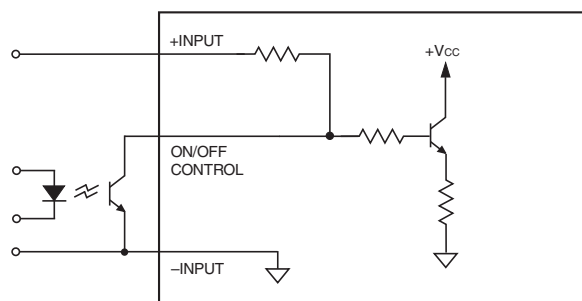 +INPUT
+VCC
ON/OFF
CONTROL
–INPUT